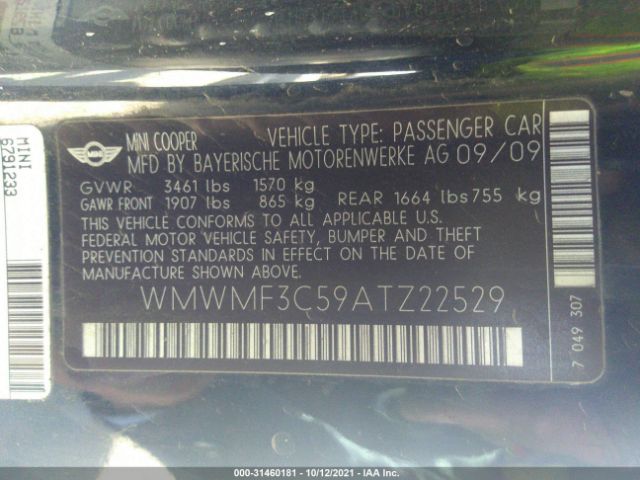 MINI COOPER VEHICLE TYPE: PASSENGER CAR
MFD BY BAYERISCHE MOTORENWERKE AG 09/09
GVWR 3461 lbs 1570 kg
GAWR FRONT 1907 lbs 865 kg REAR 1664 lbs 755 kg
THIS VEHICLE CONFORMS TO ALL APPLICABLE U.S.
FEDERAL MOTOR VEHICLE SAFETY, BUMPER AND THEFT
PREVENTION STANDARDS IN EFFECT ON THE DATE OF
MANUFACTURE SHOWN ABOVE.
WMWMF3C59ATZ22529
7 049 307
MINI
6791233
000-31460181 - 10/12/2021 - IAA Inc.